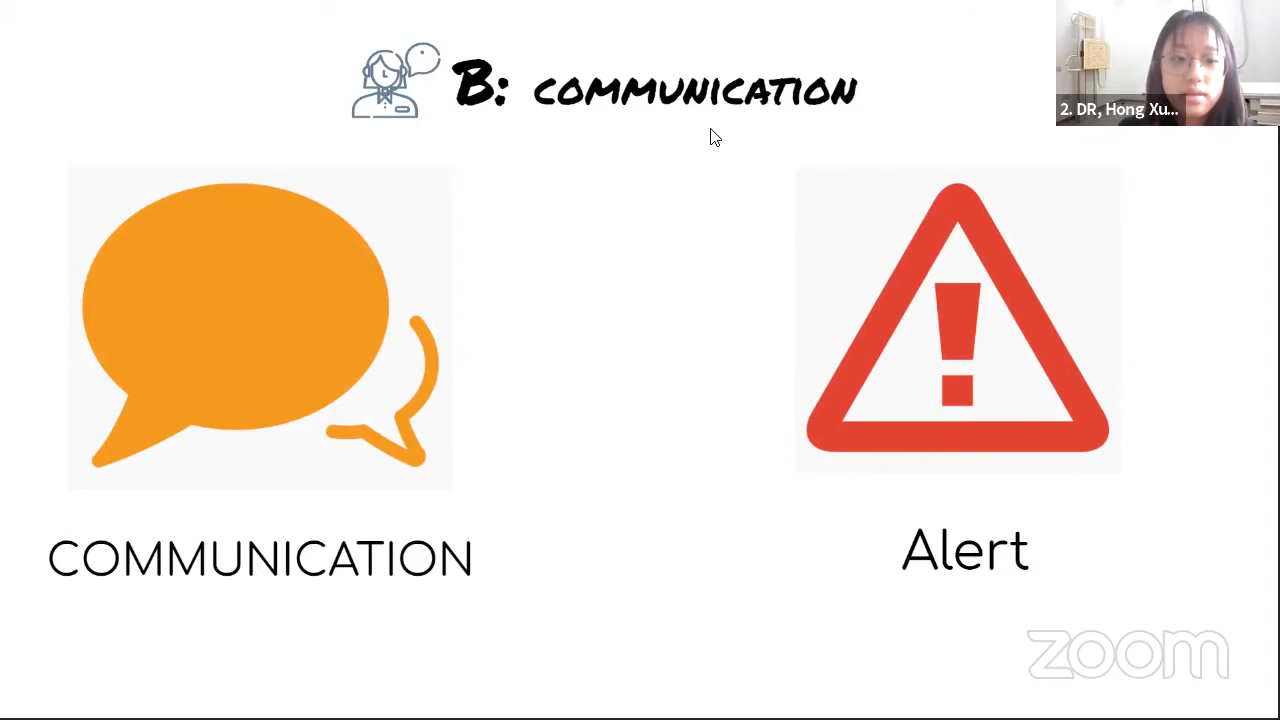 B: COMMUNICATION
2. DR, Hong Xu...
COMMUNICATION
Alert
zoom